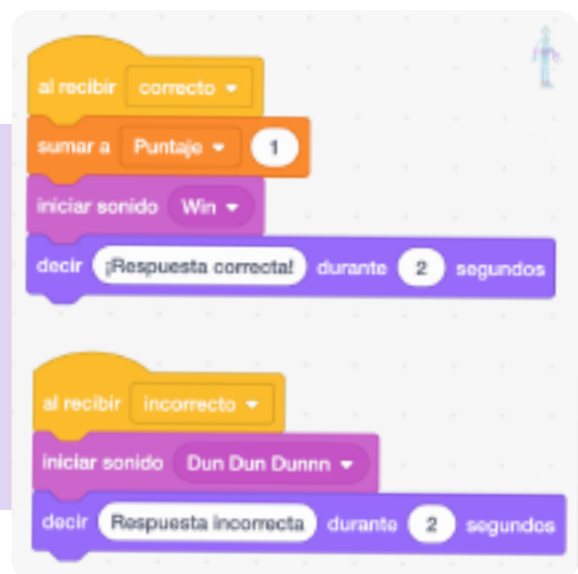 al recibir correcto
sumar a Puntaje 1
iniciar sonido Win
decir ¡Respuesta correcta! durante 2 segundos
al recibir incorrecto
iniciar sonido Dun Dun Dunnn
decir Respuesta incorrecta durante 2 segundos